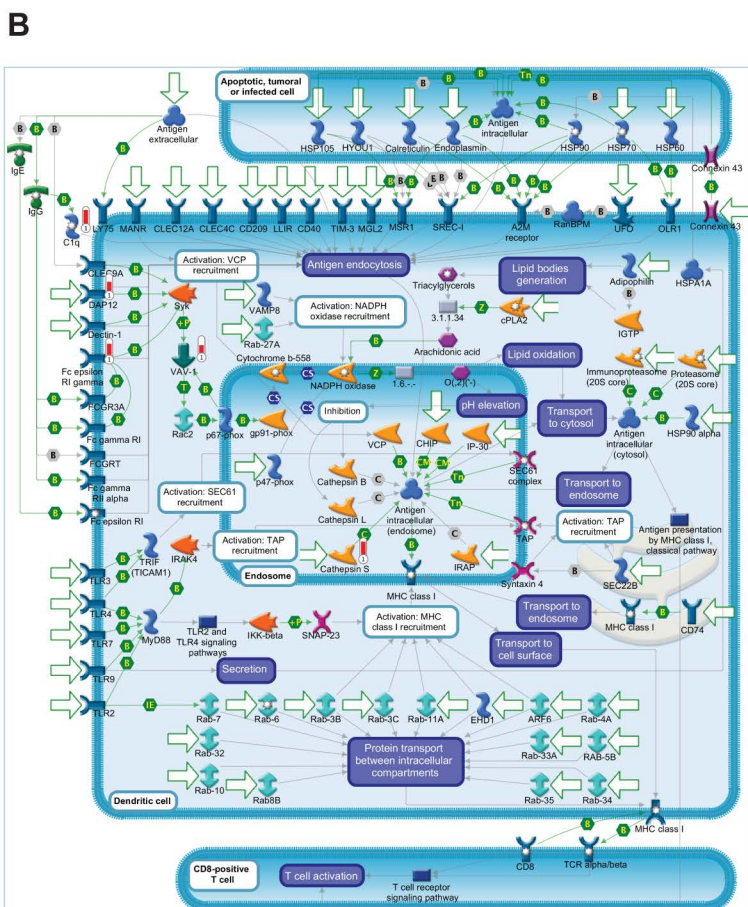 B
Apoptotic, tumoral
or infected cell
Antigen
extracellular
Antigen
intracellular
HSP105
HYOU1
Calreticulin
Endoplasmin
HSP90
HSP70
HSP60
Connexin 43
IgE
IgG
C1q
LY75
MANR
CLEC12A
CLEC4C
CD209
LLIR
CD40
TIM-3
MGL2
MSR1
SREC-I
A2M
receptor
RanBPM
UFO
OLR1
Connexin 43
CLEC9A
Activation: VCP
recruitment
Antigen endocytosis
Triacylglycerols
Lipid bodies
generation
Adipophilin
HSPA1A
DAP12
Syk
VAMP8
Activation: NADPH
oxidase recruitment
3.1.1.34
cPLA2
IGTP
Dectin-1
Rab-27A
VAV-1
Arachidonic acid
Fc epsilon
RI gamma
Cytochrome b-558
NADPH oxidase
1.6.-.-
O(,2)('-)
Lipid oxidation
Immunoproteasome
(20S core)
Proteasome
(20S core)
FCGR3A
Inhibition
pH elevation
Transport
to cytosol
Fc gamma RI
Rac2
p67-phox
gp91-phox
VCP
CHIP
IP-30
Antigen
intracellular
(cytosol)
HSP90 alpha
FCGRT
p47-phox
Cathepsin B
SEC61
complex
Transport to
endosome
Fc gamma
RII alpha
Activation: SEC61
recruitment
Cathepsin L
Antigen
intracellular
(endosome)
Fc epsilon RI
TAP
Activation: TAP
recruitment
Antigen presentation
by MHC class I,
classical pathway
TRIF
(TICAM1)
IRAK4
Activation: TAP
recruitment
Endosome
Cathepsin S
IRAP
Syntaxin 4
SEC22B
TLR3
MHC class I
TLR4
Transport to
endosome
MHC class I
CD74
TLR7
MyD88
TLR2 and
TLR4 signaling
pathways
IKK-beta
SNAP-23
Activation: MHC
class I recruitment
Transport to
cell surface
TLR9
Secretion
TLR2
Rab-7
Rab-6
Rab-3B
Rab-3C
Rab-11A
EHD1
ARF6
Rab-4A
Rab-32
Protein transport
between intracellular
compartments
Rab-33A
RAB-5B
Rab-10
Rab8B
Rab-35
Rab-34
Dendritic cell
MHC class I
CD8-positive
T cell
T cell activation
T cell receptor
signaling pathway
CD8
TCR alpha/beta